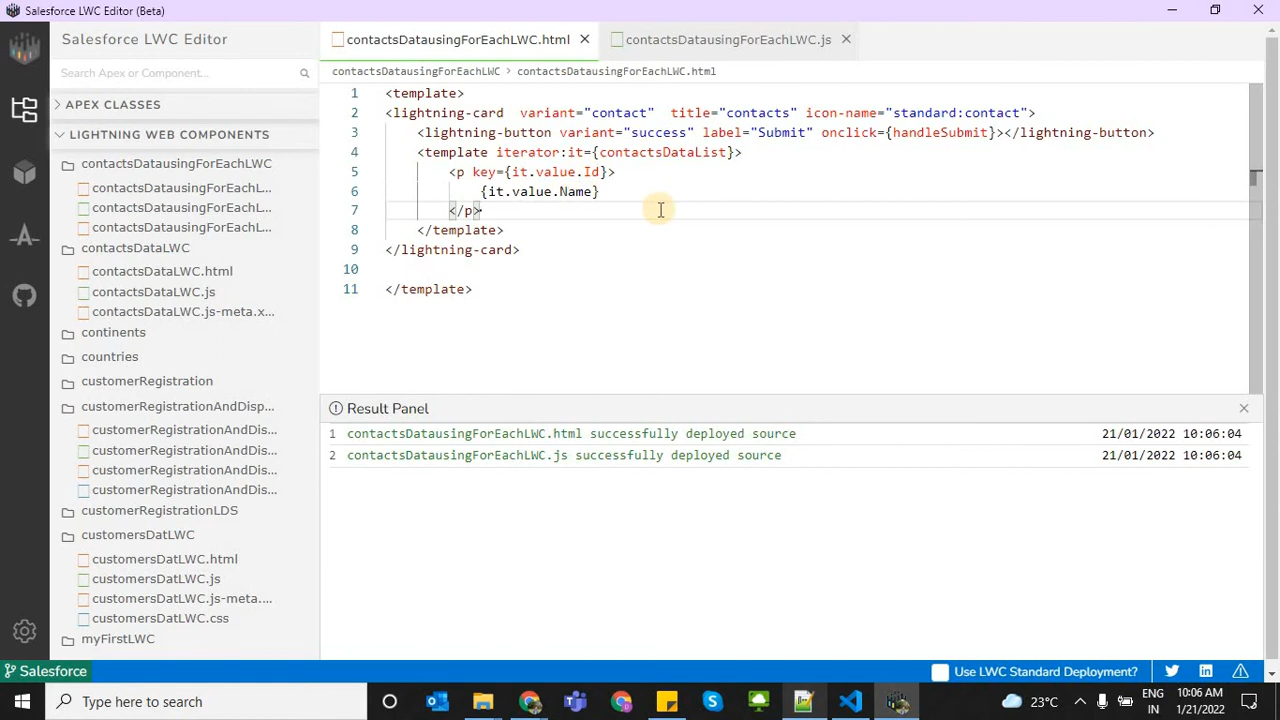 Salesforce LWC Editor (Beta)
Salesforce LWC Editor
Search Apex or Component...
APEX CLASSES
LIGHTNING WEB COMPONENTS
contactsDatausingForEachLWC
contactsDatausingForEachL...
contactsDatausingForEachL...
contactsDatausingForEachL...
contactsDataLWC
contactsDataLWC.html
contactsDataLWC.js
contactsDataLWC.js-meta.x...
continents
countries
customerRegistration
customerRegistrationAndDisp...
customerRegistrationAndDis...
customerRegistrationAndDis...
customerRegistrationAndDis...
customerRegistrationAndDis...
customerRegistrationLDS
customersDatLWC
customersDatLWC.html
customersDatLWC.js
customersDatLWC.js-meta....
customersDatLWC.css
myFirstLWC
contactsDatausingForEachLWC.html
contactsDatausingForEachLWC.js
contactsDatausingForEachLWC > contactsDatausingForEachLWC.html
1 <template>
2 <lightning-card variant="contact" title="contacts" icon-name="standard:contact">
3 <lightning-button variant="success" label="Submit" onclick={handleSubmit}></lightning-button>
4 <template iterator:it={contactsDataList}>
5 <p key={it.value.Id}>
6 {it.value.Name}
7 </p>
8 </template>
9 </lightning-card>
10
11 </template>
Result Panel
1 contactsDatausingForEachLWC.html successfully deployed source 21/01/2022 10:06:04
2 contactsDatausingForEachLWC.js successfully deployed source 21/01/2022 10:06:04
Salesforce
Use LWC Standard Deployment?
Type here to search
23°C
ENG
IN
10:06 AM
1/21/2022